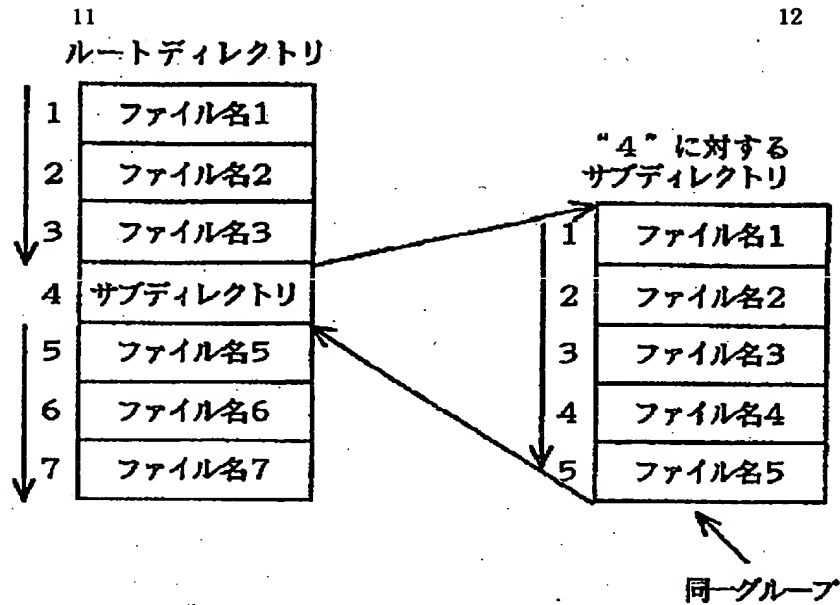 11
12
ルートディレクトリ
1 ファイル名1
2 ファイル名2
3 ファイル名3
4 サブディレクトリ
5 ファイル名5
6 ファイル名6
7 ファイル名7
“4”に対する
サブディレクトリ
1 ファイル名1
2 ファイル名2
3 ファイル名3
4 ファイル名4
5 ファイル名5
同一グループ